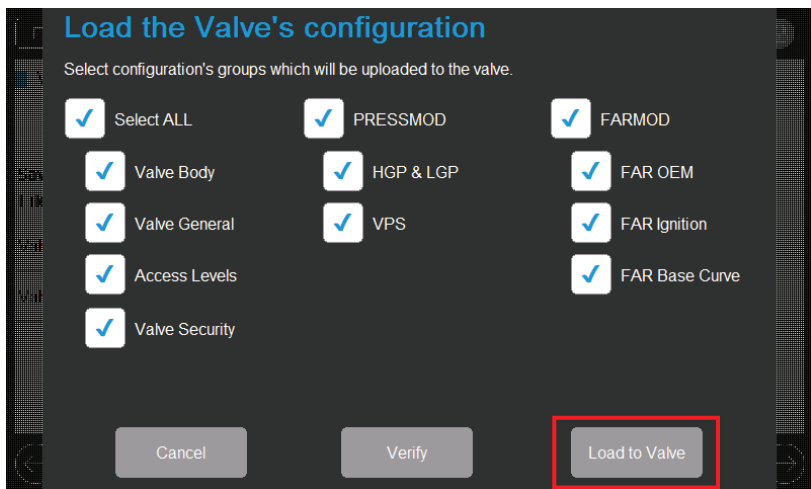 Load the Valve's configuration
Select configuration's groups which will be uploaded to the valve.
Select ALL
PRESSMOD
FARMOD
Valve Body
HGP & LGP
FAR OEM
Valve General
VPS
FAR Ignition
Access Levels
FAR Base Curve
Valve Security
Cancel
Verify
Load to Valve